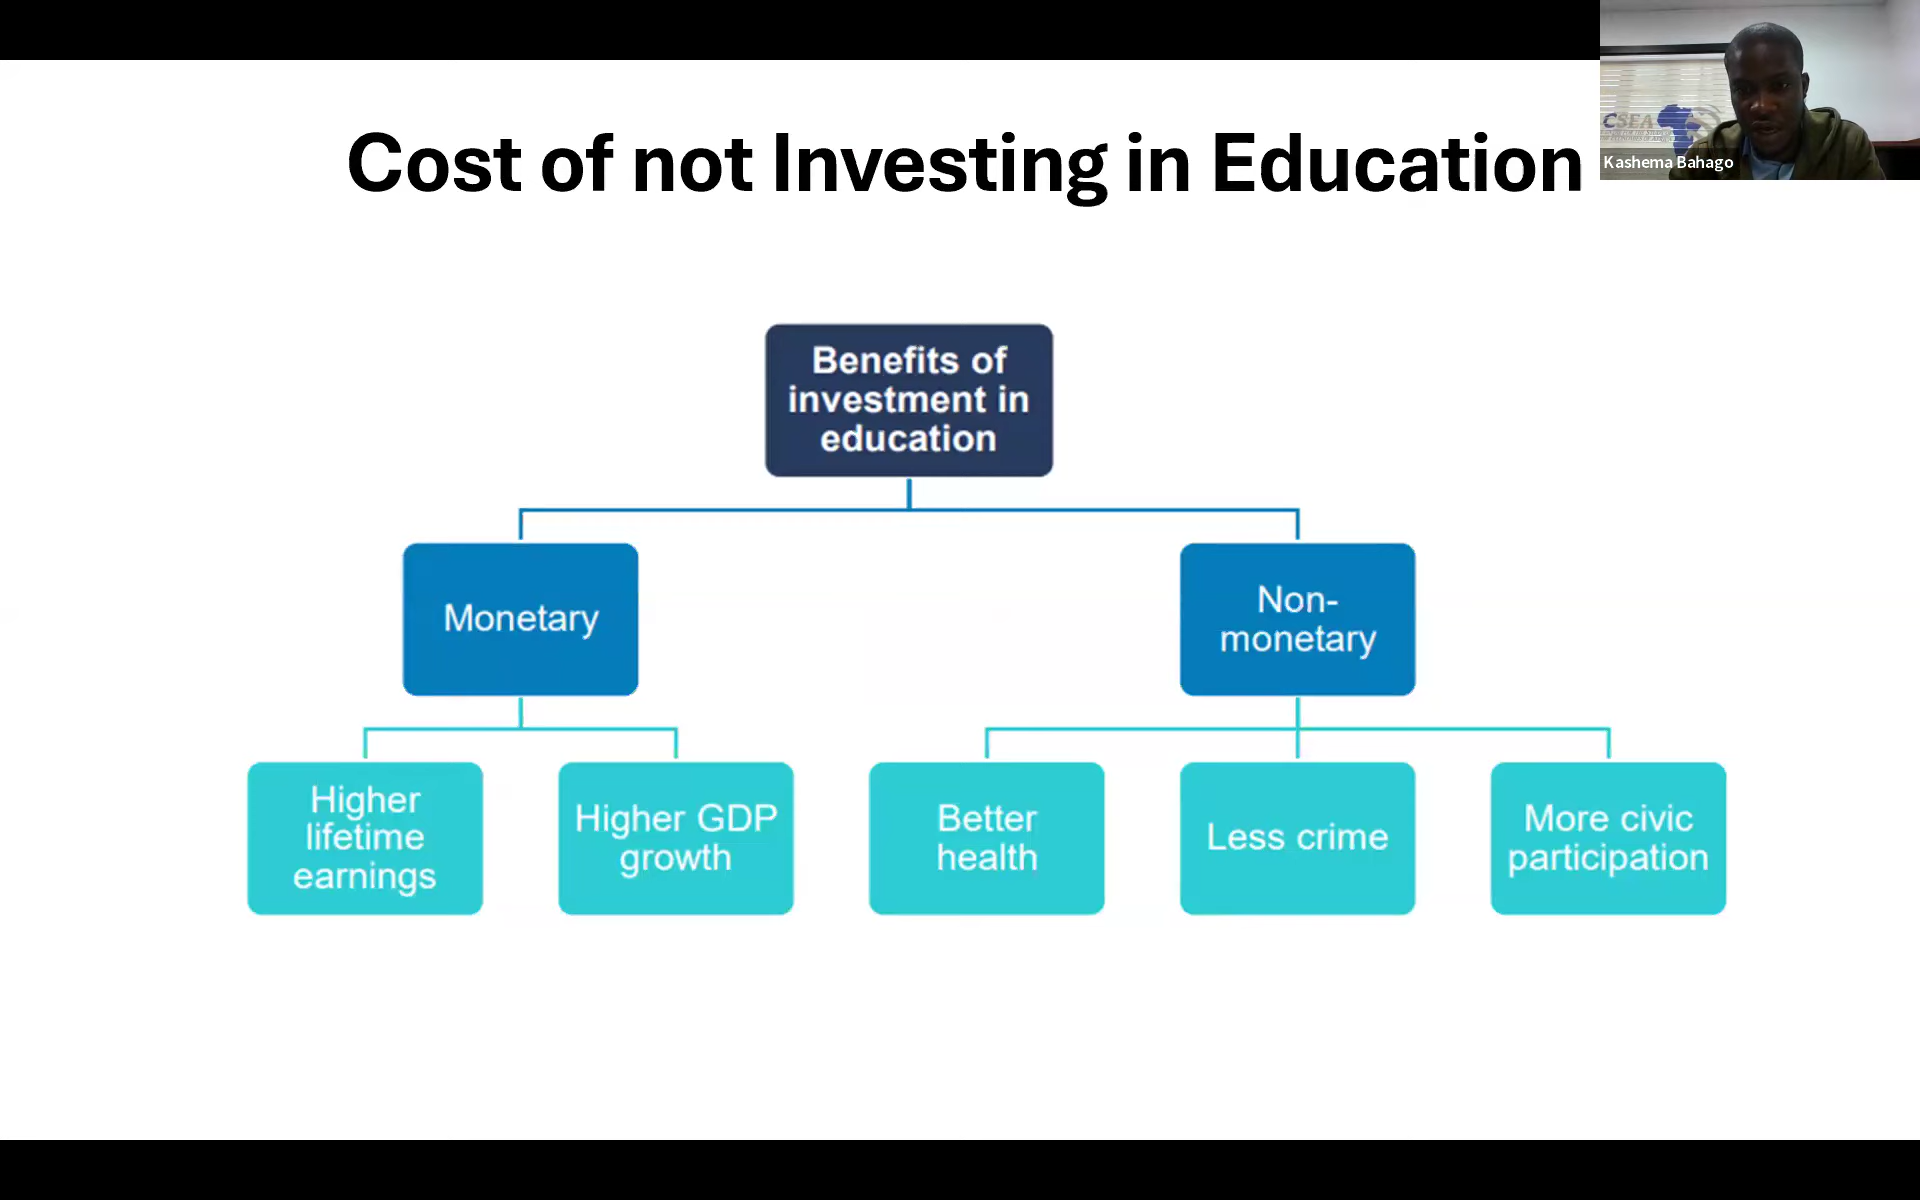 Cost of not Investing in Education
CSEA
Kashema Bahago
Benefits of
investment in
education
Monetary
Non-
monetary
Higher
lifetime
earnings
Higher GDP
growth
Better
health
Less crime
More civic
participation